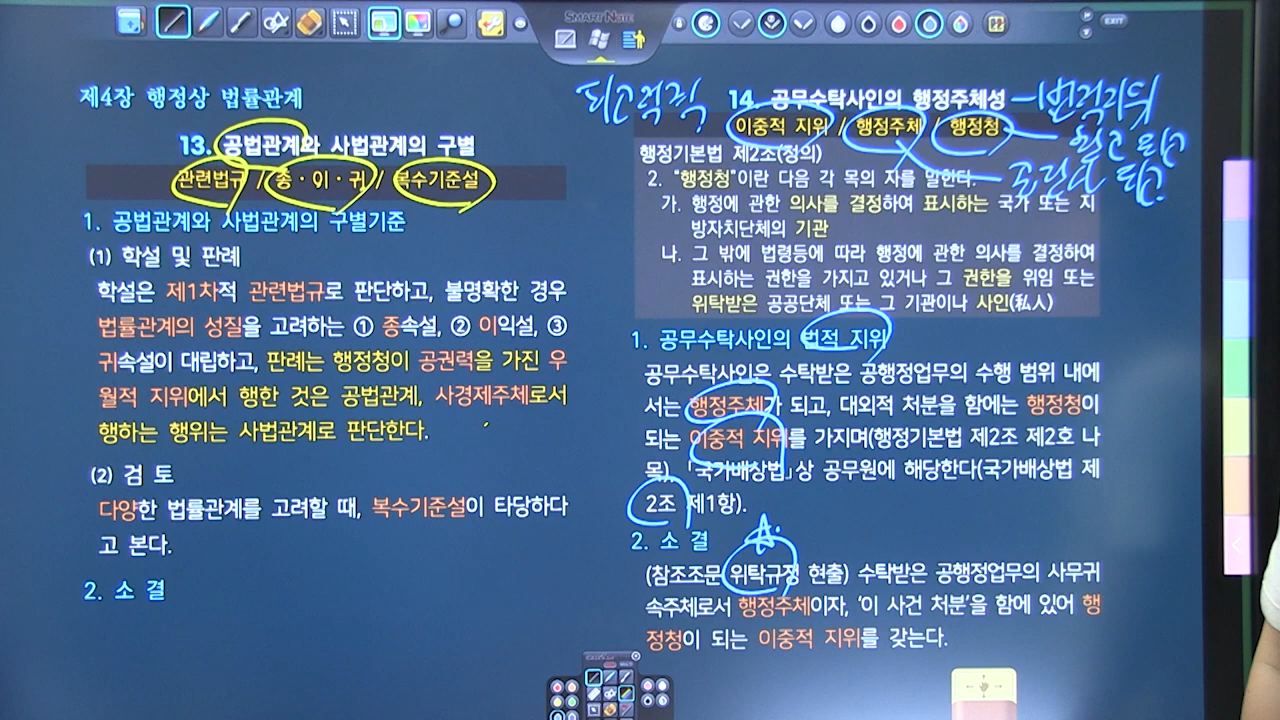 SMARTNOTE
EXIT
제4장 행정상 법률관계
13. 공법관계와 사법관계의 구별
관련법규 / 종·이·귀 / 복수기준설
1. 공법관계와 사법관계의 구별기준
(1) 학설 및 판례
학설은 제1차적 관련법규로 판단하고, 불명확한 경우
법률관계의 성질을 고려하는 ① 종속설, ② 이익설, ③
귀속설이 대립하고, 판례는 행정청이 공권력을 가진 우
월적 지위에서 행한 것은 공법관계, 사경제주체로서
행하는 행위는 사법관계로 판단한다.
(2) 검 토
다양한 법률관계를 고려할 때, 복수기준설이 타당하다
고 본다.
2. 소 결
14. 공무수탁사인의 행정주체성
이중적 지위 / 행정주체 / 행정청
행정기본법 제2조(정의)
2. "행정청"이란 다음 각 목의 자를 말한다.
가. 행정에 관한 의사를 결정하여 표시하는 국가 또는 지
방자치단체의 기관
나. 그 밖에 법령등에 따라 행정에 관한 의사를 결정하여
표시하는 권한을 가지고 있거나 그 권한을 위임 또는
위탁받은 공공단체 또는 그 기관이나 사인(私人)
1. 공무수탁사인의 법적 지위
공무수탁사인은 수탁받은 공행정업무의 수행 범위 내에
서는 행정주체가 되고, 대외적 처분을 함에는 행정청이
되는 이중적 지위를 가지며(행정기본법 제2조 제2호 나
목), 「국가배상법」상 공무원에 해당한다(국가배상법 제
2조 제1항).
2. 소 결
(참조조문 위탁규정 현출) 수탁받은 공행정업무의 사무귀
속주체로서 행정주체이자, '이 사건 처분'을 함에 있어 행
정청이 되는 이중적 지위를 갖는다.